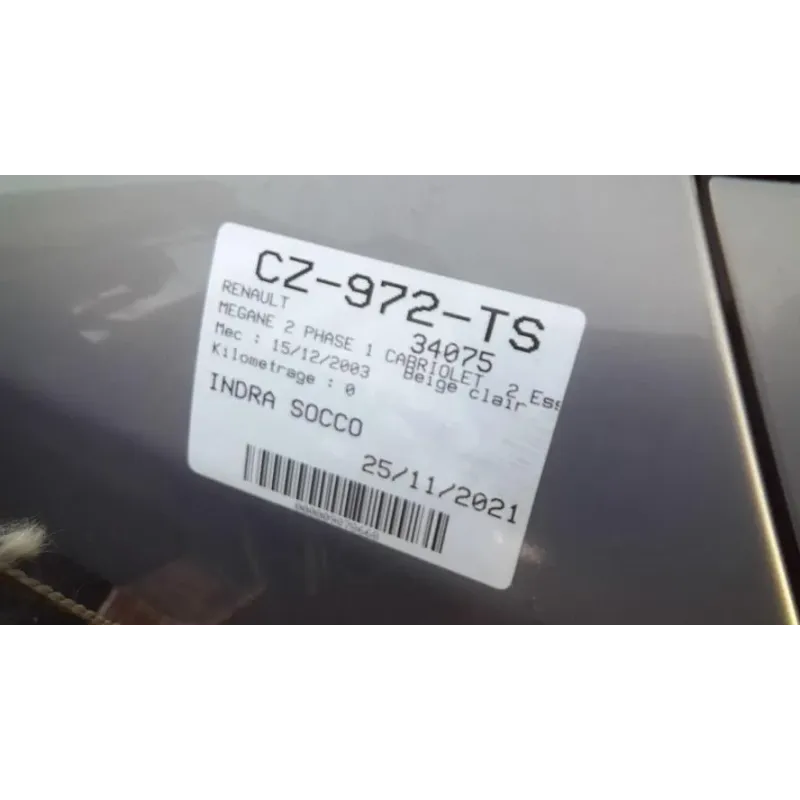 CZ-972-TS
RENAULT 34075
MEGANE 2 PHASE 1 CABRIOLET 2 Ess
Mec : 15/12/2003 Beige clair
Kilometrage : 0
INDRA SOCCO
25/11/2021